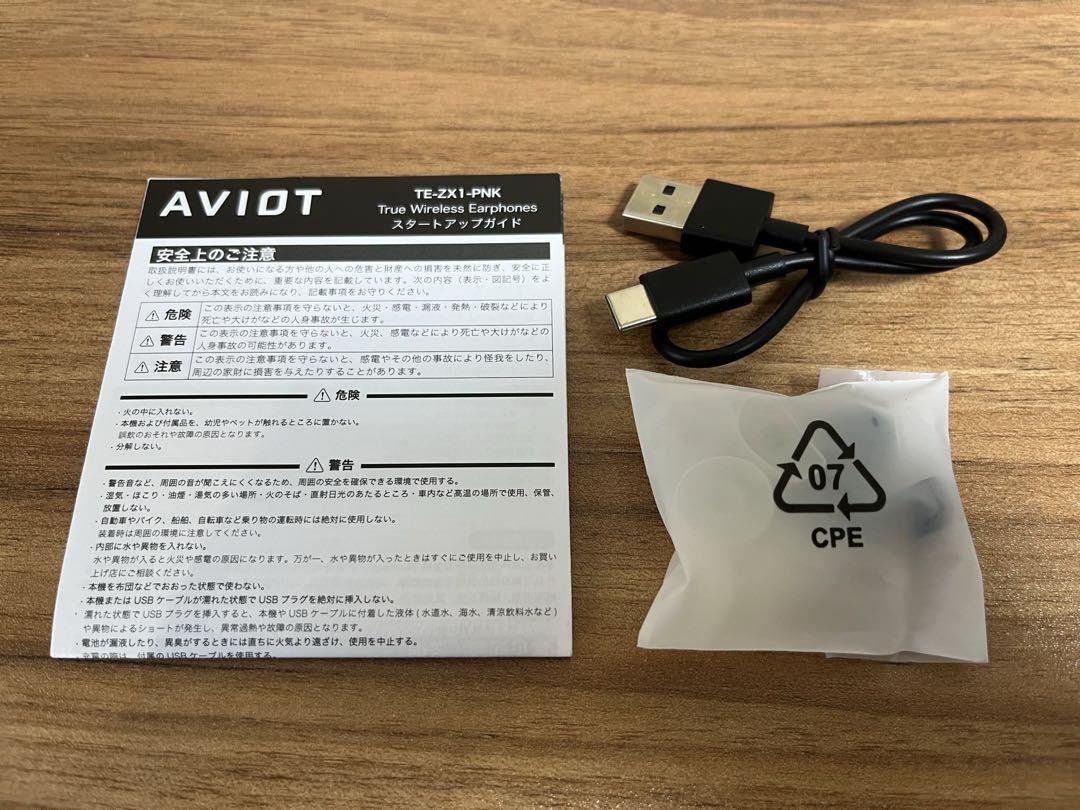 AVIOT
TE-ZX1-PNK
True Wireless Earphones
スタートアップガイド
安全上のご注意
取扱説明書には、お使いになる方や他の人への危害と財産への損害を未然に防ぎ、安全に正
しくお使いいただくために、重要な内容を記載しています。次の内容（表示・図記号）をよ
く理解してから本文をお読みになり、記載事項をお守りください。
危険
この表示の注意事項を守らないと、火災・感電・漏液・発熱・破裂などにより
死亡や大けがなどの人身事故が生じます。
警告
この表示の注意事項を守らないと、火災、感電などにより死亡や大けがなどの
人身事故の可能性があります。
注意
この表示の注意事項を守らないと、感電やその他の事故により怪我をしたり、
周辺の家財に損害を与えたりすることがあります。
危険
・火の中に入れない。
・本機および付属品を、幼児やペットが触れるところに置かない。
誤飲のおそれや故障の原因となります。
・分解しない。
警告
・警告音など、周囲の音が聞こえにくくなるため、周囲の安全を確保できる環境で使用する。
・湿気・ほこり・油煙・湯気の多い場所・火のそば・直射日光のあたるところ・車内など高温の場所で使用、保管、
放置しない。
・自動車やバイク、船舶、自転車など乗り物の運転時には絶対に使用しない。
装着時は周囲の環境に注意してください。
・内部に水や異物を入れない。
水や異物が入ると火災や感電の原因になります。万が一、水や異物が入ったときはすぐにご使用を中止し、お買い
上げ店にご相談ください。
・本機を布団などでおおった状態で使わない。
・本機または USB ケーブルが濡れた状態で USB プラグを絶対に挿入しない。
濡れた状態で USB プラグを挿入すると、本機や USB ケーブルに付着した液体 (水道水、海水、清涼飲料水など)
や異物によるショートが発生し、異常過熱や故障の原因となります。
・電池が漏液したり、異臭がするときには直ちに火気より遠ざけ、使用を中止する。
の際は、付属の USB ケーブルを使用する。
07
CPE